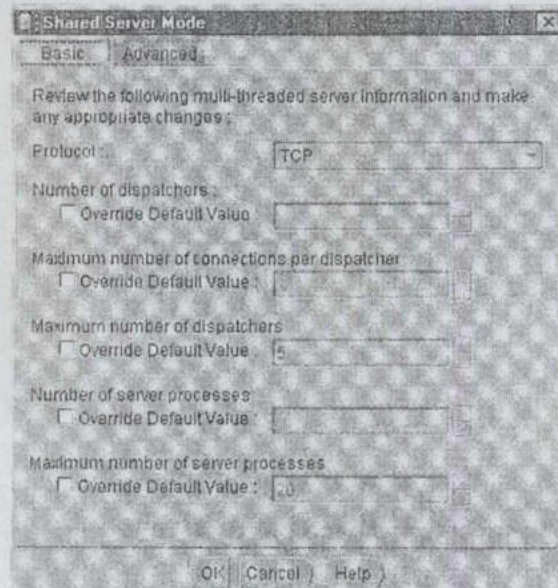 Shared Server Mode
Basic Advanced
Review the following multi-threaded server information and make
any appropriate changes :
Protocol : TCP
Number of dispatchers :
Override Default Value :
Maximum number of connections per dispatcher
Override Default Value :
Maximum number of dispatchers
Override Default Value : 5
Number of server processes
Override Default Value :
Maximum number of server processes
Override Default Value : 20
OK Cancel Help